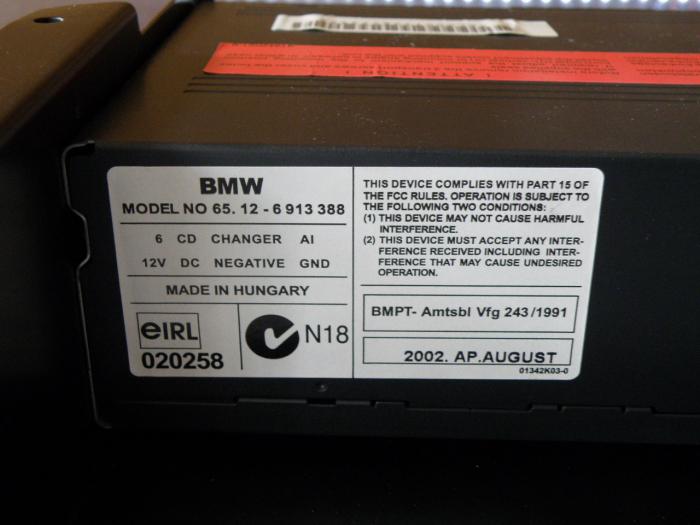 ! ATTENTION !
BMW
MODEL NO 65. 12 - 6 913 388
6 CD CHANGER AI
12V DC NEGATIVE GND
MADE IN HUNGARY
eIRL
020258
N18
THIS DEVICE COMPLIES WITH PART 15 OF
THE FCC RULES. OPERATION IS SUBJECT TO
THE FOLLOWING TWO CONDITIONS:
(1) THIS DEVICE MAY NOT CAUSE HARMFUL
INTERFERENCE.
(2) THIS DEVICE MUST ACCEPT ANY INTER-
FERENCE RECEIVED INCLUDING INTER-
FERENCE THAT MAY CAUSE UNDESIRED
OPERATION.
BMPT- Amtsbl Vfg 243/1991
2002. AP.AUGUST
01342K03-0